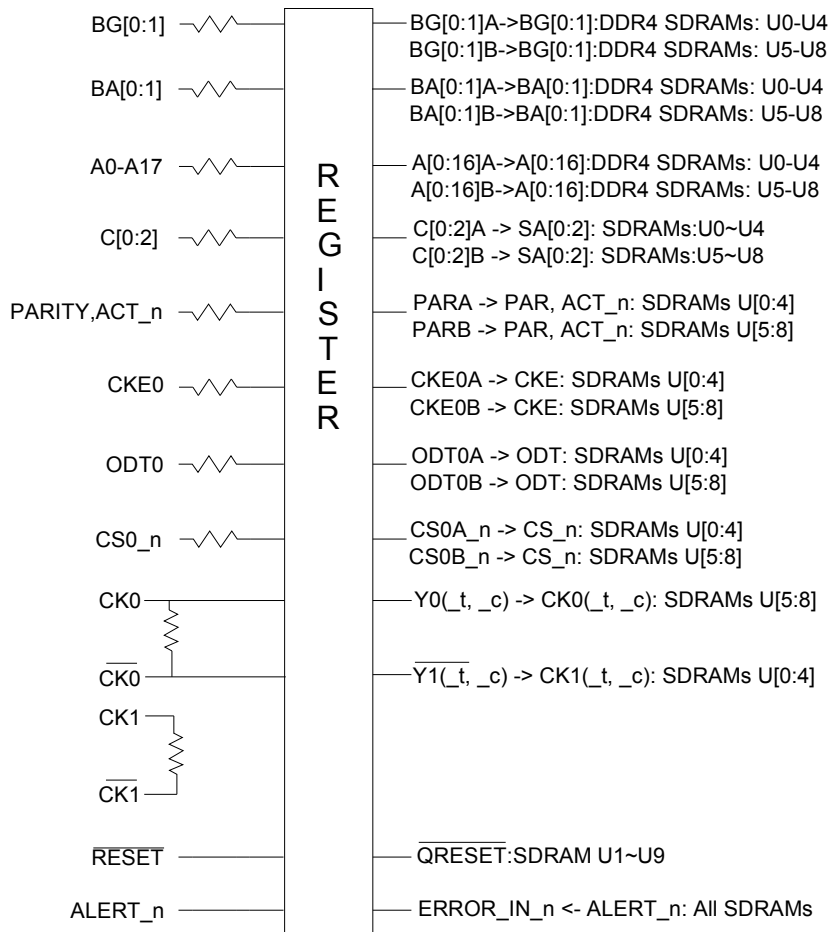 BG[0:1]
BG[0:1]A->BG[0:1]:DDR4 SDRAMs: U0-U4
BG[0:1]B->BG[0:1]:DDR4 SDRAMs: U5-U8
BA[0:1]
BA[0:1]A->BA[0:1]:DDR4 SDRAMs: U0-U4
BA[0:1]B->BA[0:1]:DDR4 SDRAMs: U5-U8
A0-A17
A[0:16]A->A[0:16]:DDR4 SDRAMs: U0-U4
A[0:16]B->A[0:16]:DDR4 SDRAMs: U5-U8
REGISTER
C[0:2]
C[0:2]A -> SA[0:2]: SDRAMs:U0~U4
C[0:2]B -> SA[0:2]: SDRAMs:U5~U8
PARITY,ACT_n
PARA -> PAR, ACT_n: SDRAMs U[0:4]
PARB -> PAR, ACT_n: SDRAMs U[5:8]
CKE0
CKE0A -> CKE: SDRAMs U[0:4]
CKE0B -> CKE: SDRAMs U[5:8]
ODT0
ODT0A -> ODT: SDRAMs U[0:4]
ODT0B -> ODT: SDRAMs U[5:8]
CS0_n
CS0A_n -> CS_n: SDRAMs U[0:4]
CS0B_n -> CS_n: SDRAMs U[5:8]
CK0
Y0(_t, _c) -> CK0(_t, _c): SDRAMs U[5:8]
C̅K̅0̅
Y̅1̅(̅_̅t̅, _c) -> CK1(_t, _c): SDRAMs U[0:4]
CK1
C̅K̅1̅
R̅E̅S̅E̅T̅
Q̅R̅E̅S̅E̅T̅:SDRAM U1~U9
ALERT_n
ERROR_IN_n <- ALERT_n: All SDRAMs